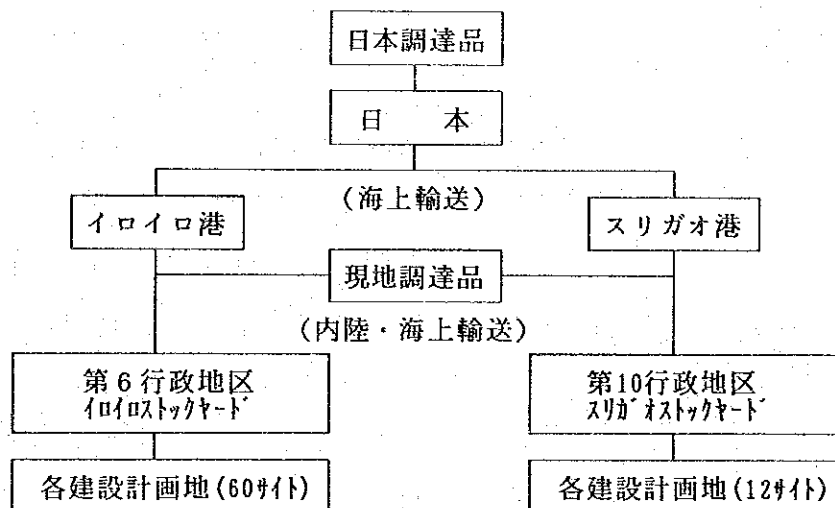 日本調達品
日　本
(海上輸送)
イロイロ港
スリガオ港
現地調達品
(内陸・海上輸送)
第6行政地区
ｲﾛｲﾛｽﾄｯｸﾔｰﾄﾞ
第10行政地区
ｽﾘｶﾞｵｽﾄｯｸﾔｰﾄﾞ
各建設計画地(60ｻｲﾄ)
各建設計画地(12ｻｲﾄ)